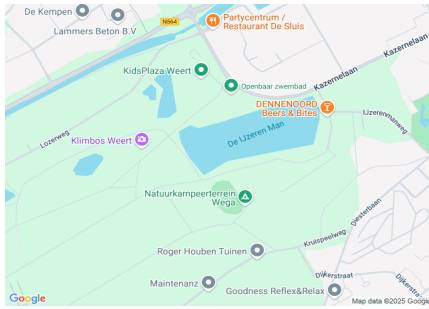 De Kempen
N564
Partycentrum /
Restaurant De Sluis
Lammers Beton B.V
KidsPlaza Weert
Kazernelaan
Openbaar zwembad
DENNENOORD
Beers & Bites
Kazernelaan
IJzerenmanweg
Lozerweg
Klimbos Weert
De IJzeren Man
Natuurkampeerterrein
Wega
Diesterbaan
Kruispeelweg
Roger Houben Tuinen
Maintenanz
Dijkerstraat
Dijkerstraat
Goodness Reflex&Relax
Google
Map data ©2025 Google